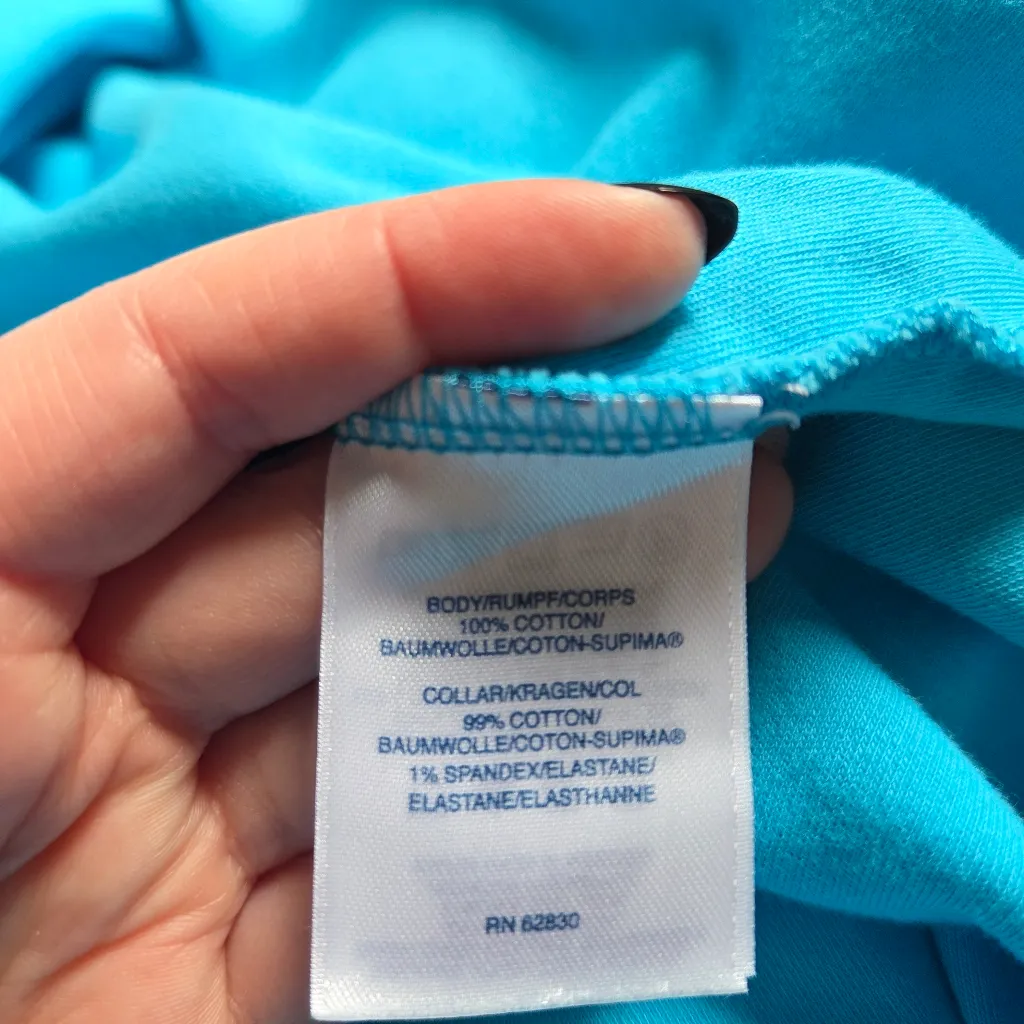 BODY/RUMPF/CORPS
100% COTTON/
BAUMWOLLE/COTON-SUPIMA®
COLLAR/KRAGEN/COL
99% COTTON/
BAUMWOLLE/COTON-SUPIMA®
1% SPANDEX/ELASTANE/
ELASTANE/ELASTHANNE
RN 62830